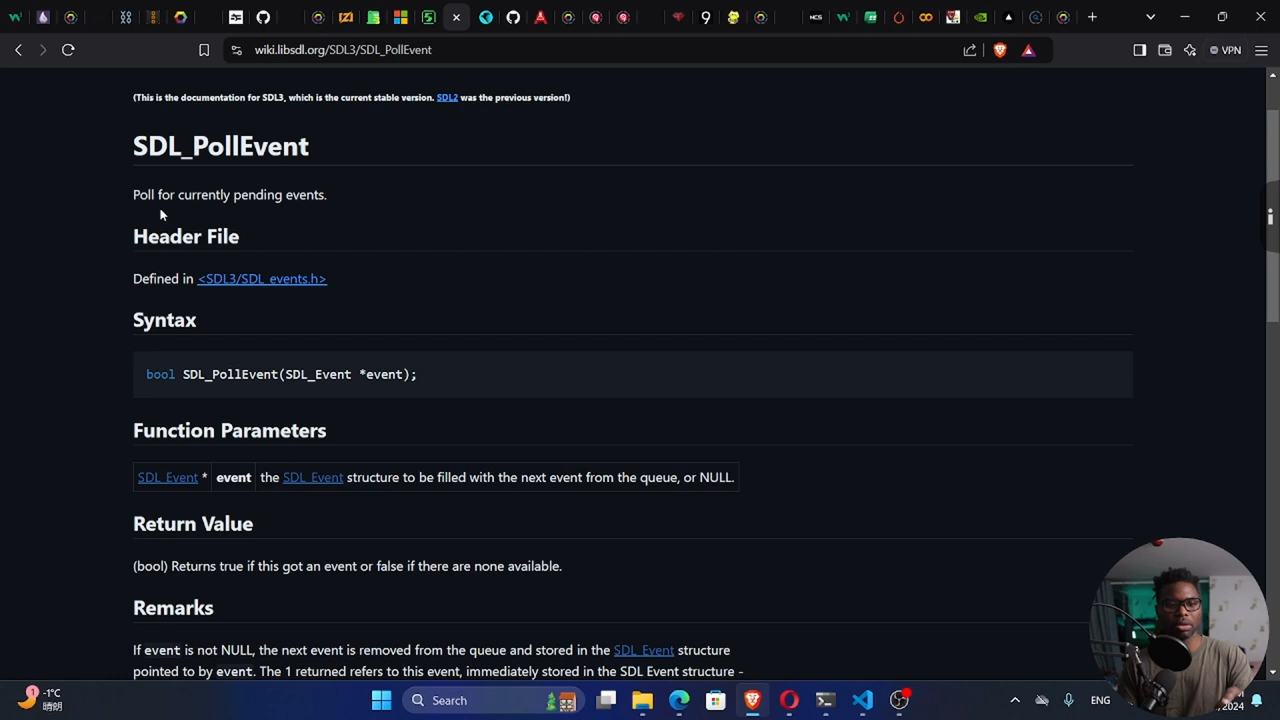 wiki.libsdl.org/SDL3/SDL_PollEvent
VPN
(This is the documentation for SDL3, which is the current stable version. SDL2 was the previous version!)
SDL_PollEvent
Poll for currently pending events.
Header File
Defined in <SDL3/SDL_events.h>
Syntax
bool SDL_PollEvent(SDL_Event *event);
Function Parameters
SDL_Event * event the SDL_Event structure to be filled with the next event from the queue, or NULL.
Return Value
(bool) Returns true if this got an event or false if there are none available.
Remarks
If event is not NULL, the next event is removed from the queue and stored in the SDL_Event structure
pointed to by event. The 1 returned refers to this event, immediately stored in the SDL Event structure -
1
-1°C
晴朗
Search
ENG
2024